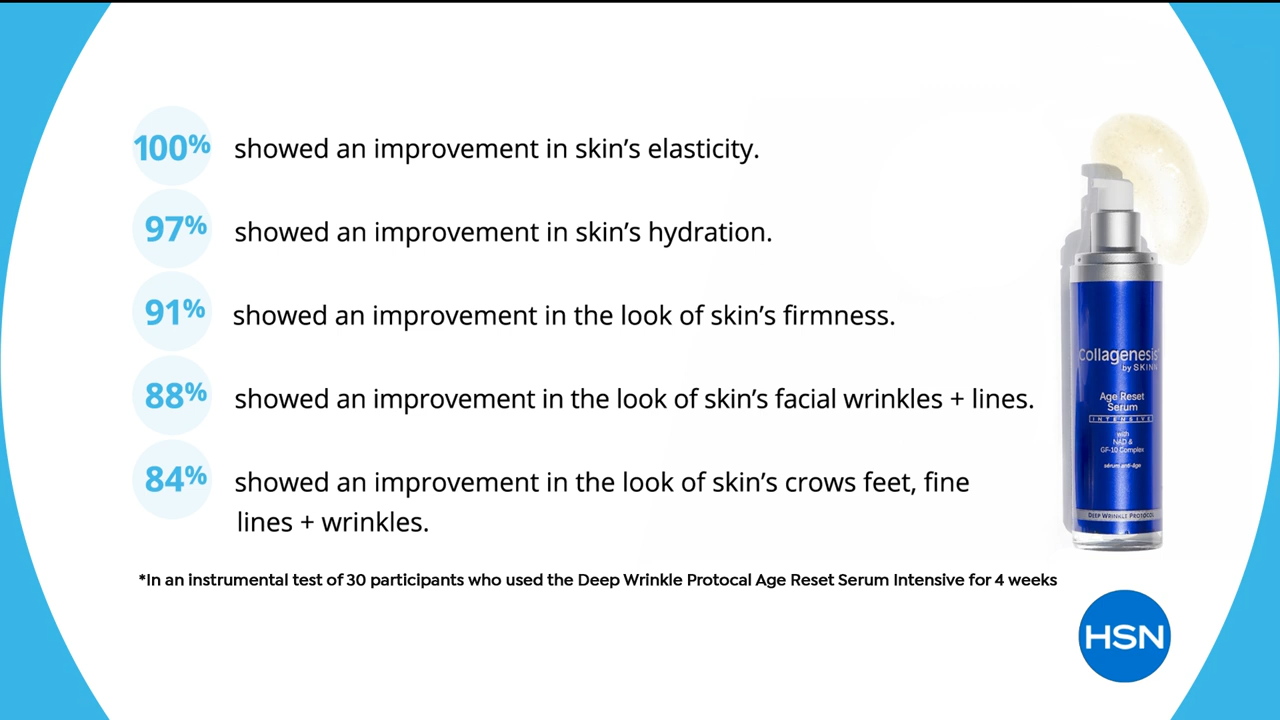 100% showed an improvement in skin's elasticity.
97% showed an improvement in skin's hydration.
91% showed an improvement in the look of skin's firmness.
88% showed an improvement in the look of skin's facial wrinkles + lines.
84% showed an improvement in the look of skin's crows feet, fine
lines + wrinkles.
*In an instrumental test of 30 participants who used the Deep Wrinkle Protocal Age Reset Serum Intensive for 4 weeks
Collagenesis
by SKINN
Age Reset
Serum
INTENSIVE
with
NAD &
GF-10 Complex
sérum anti-âge
DEEP WRINKLE PROTOCOL
HSN